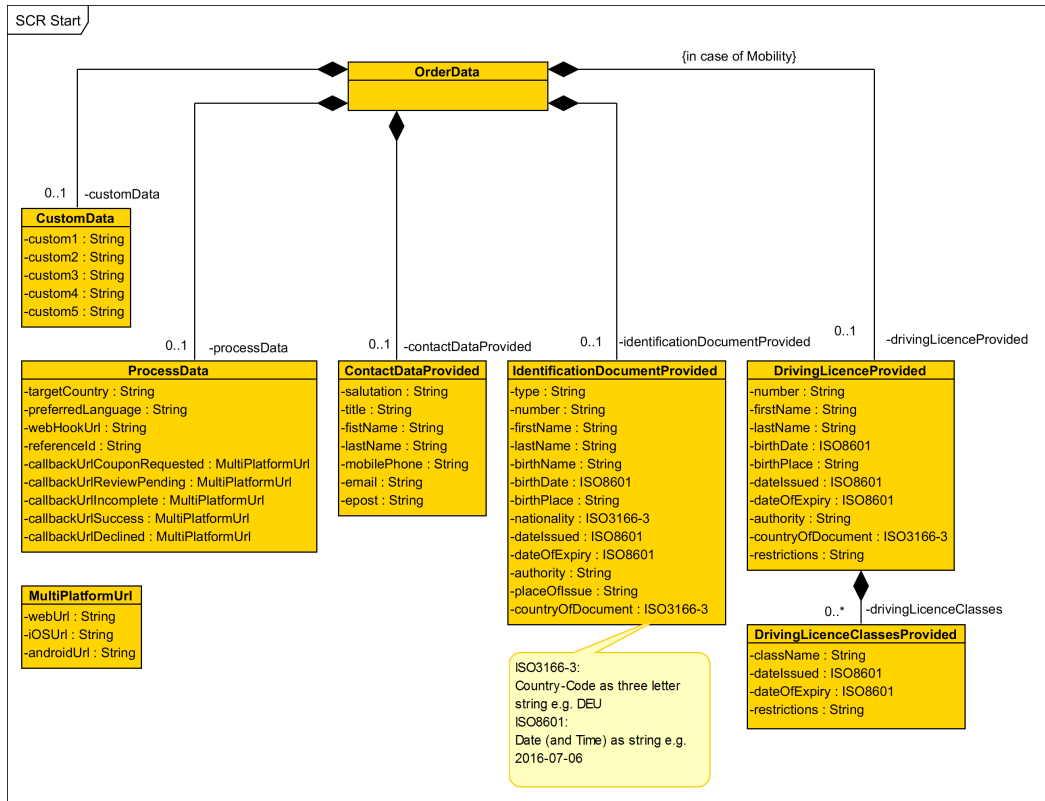 SCR Start
OrderData
{in case of Mobility}
0..1
-customData
CustomData
-custom1 : String
-custom2 : String
-custom3 : String
-custom4 : String
-custom5 : String
0..1
-processData
ProcessData
-targetCountry : String
-preferredLanguage : String
-webHookUrl : String
-referenceId : String
-callbackUrlCouponRequested : MultiPlatformUrl
-callbackUrlReviewPending : MultiPlatformUrl
-callbackUrlIncomplete : MultiPlatformUrl
-callbackUrlSuccess : MultiPlatformUrl
-callbackUrlDeclined : MultiPlatformUrl
MultiPlatformUrl
-webUrl : String
-iOSUrl : String
-androidUrl : String
0..1
-contactDataProvided
ContactDataProvided
-salutation : String
-title : String
-fistName : String
-lastName : String
-mobilePhone : String
-email : String
-epost : String
0..1
-identificationDocumentProvided
IdentificationDocumentProvided
-type : String
-number : String
-firstName : String
-lastName : String
-birthName : String
-birthDate : ISO8601
-birthPlace : String
-nationality : ISO3166-3
-dateIssued : ISO8601
-dateOfExpiry : ISO8601
-authority : String
-placeOfIssue : String
-countryOfDocument : ISO3166-3
ISO3166-3:
Country-Code as three letter
string e.g. DEU
ISO8601:
Date (and Time) as string e.g.
2016-07-06
0..1
-drivingLicenceProvided
DrivingLicenceProvided
-number : String
-firstName : String
-lastName : String
-birthDate : ISO8601
-birthPlace : String
-dateIssued : ISO8601
-dateOfExpiry : ISO8601
-authority : String
-countryOfDocument : ISO3166-3
-restrictions : String
0..*
-drivingLicenceClasses
DrivingLicenceClassesProvided
-className : String
-dateIssued : ISO8601
-dateOfExpiry : ISO8601
-restrictions : String